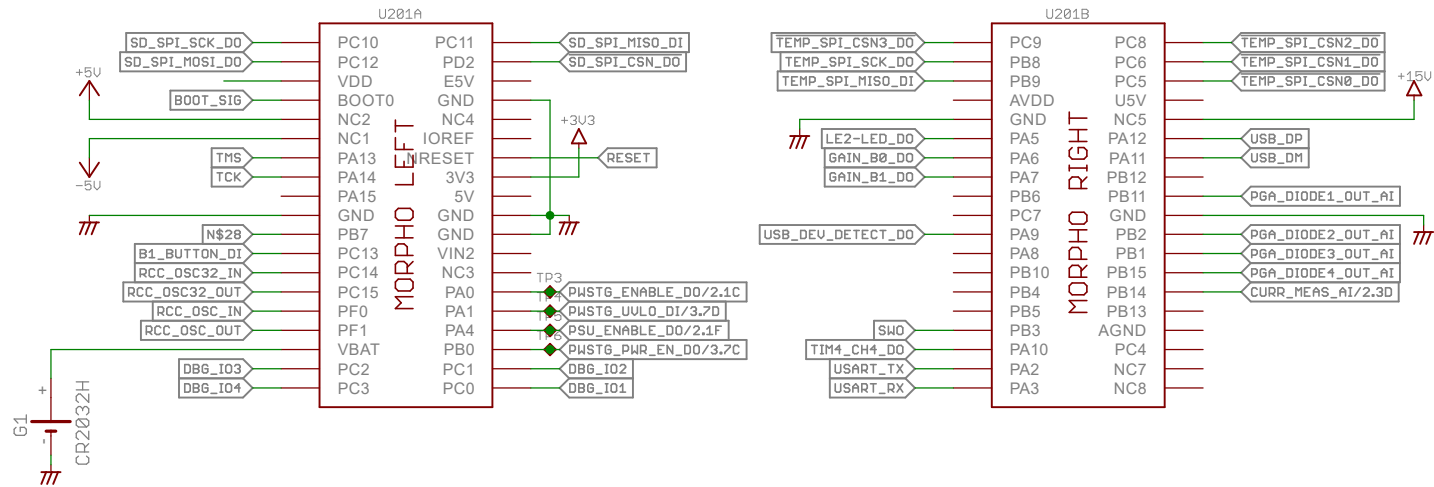 U201A
SD_SPI_SCK_DO PC10 PC11 SD_SPI_MISO_DI
SD_SPI_MOSI_DO PC12 PD2 SD_SPI_CSN_DO
+5V VDD E5V
BOOT_SIG BOOT0 GND
NC2 NC4
+3V3
NC1 IOREF
TMS PA13 NRESET RESET
TCK PA14 3V3
-5V
PA15 5V
GND GND
N$28 PB7 GND
B1_BUTTON_DI PC13 VIN2
RCC_OSC32_IN PC14 NC3
TP3
RCC_OSC32_OUT PC15 PA0 PWSTG_ENABLE_DO/2.1C
TP4
RCC_OSC_IN PF0 PA1 PWSTG_UVLO_DI/3.7D
TP5
RCC_OSC_OUT PF1 PA4 PSU_ENABLE_DO/2.1F
TP6
VBAT PB0 PWSTG_PWR_EN_DO/3.7C
DBG_IO3 PC2 PC1 DBG_IO2
DBG_IO4 PC3 PC0 DBG_IO1
MORPHO LEFT
+
G1
-
CR2032H
U201B
TEMP_SPI_CSN3_DO PC9 PC8 TEMP_SPI_CSN2_DO
TEMP_SPI_SCK_DO PB8 PC6 TEMP_SPI_CSN1_DO
TEMP_SPI_MISO_DI PB9 PC5 TEMP_SPI_CSN0_DO
+15V
AVDD U5V
GND NC5
LE2-LED_DO PA5 PA12 USB_DP
GAIN_B0_DO PA6 PA11 USB_DM
GAIN_B1_DO PA7 PB12
PB6 PB11 PGA_DIODE1_OUT_AI
PC7 GND
USB_DEV_DETECT_DO PA9 PB2 PGA_DIODE2_OUT_AI
PA8 PB1 PGA_DIODE3_OUT_AI
PB10 PB15 PGA_DIODE4_OUT_AI
PB4 PB14 CURR_MEAS_AI/2.3D
PB5 PB13
SWO PB3 AGND
TIM4_CH4_DO PA10 PC4
USART_TX PA2 NC7
USART_RX PA3 NC8
MORPHO RIGHT